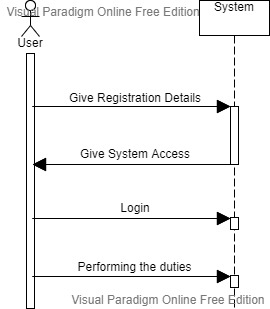 Visual Paradigm Online Free Edition
System
User
Give Registration Details
Give System Access
Login
Performing the duties
Visual Paradigm Online Free Edition